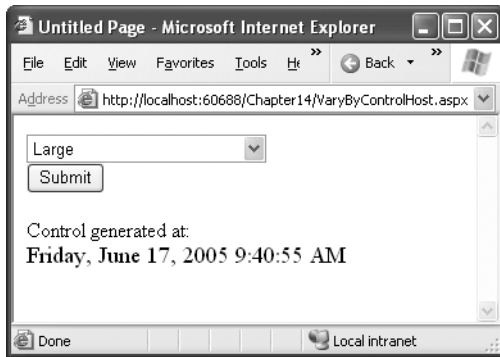 Untitled Page - Microsoft Internet Explorer
File Edit View Favorites Tools He » Back »
Address http://localhost:60688/Chapter14/VaryByControlHost.aspx
Large
Submit
Control generated at:
Friday, June 17, 2005 9:40:55 AM
Done Local intranet